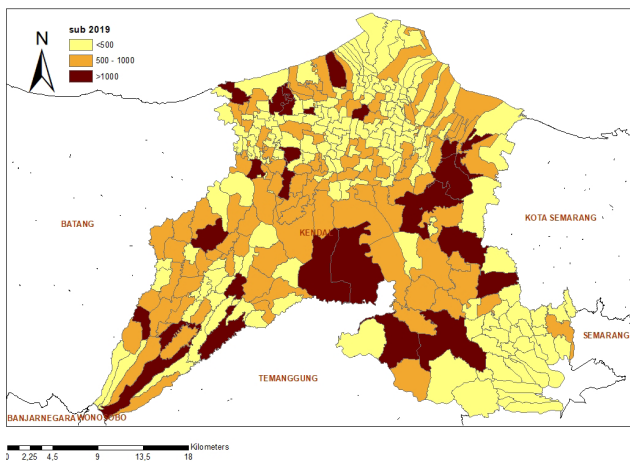 sub 2019
N
<500
500 - 1000
>1000
BATANG
KENDAL
KOTA SEMARANG
SEMARANG
TEMANGGUNG
BANJARNEGARA WONOSOBO
Kilometers
0 2,25 4,5 9 13,5 18